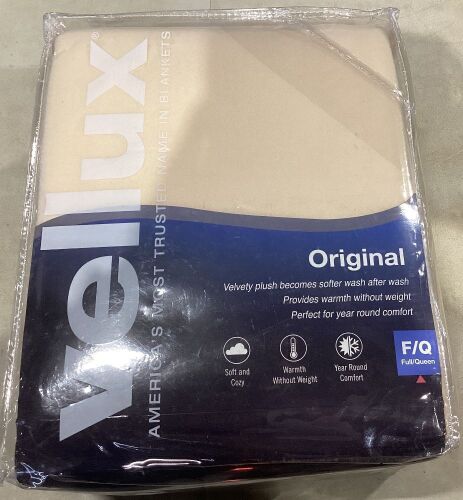 vellux®
AMERICA'S MOST TRUSTED NAME IN BLANKETS
Original
Velvety plush becomes softer wash after wash
Provides warmth without weight
Perfect for year round comfort
Soft and
Cozy
Warmth
Without Weight
Year Round
Comfort
F/Q
Full/Queen